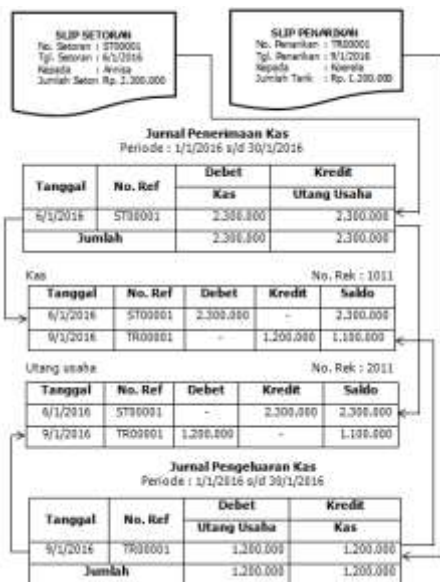 SLIP SETORAN
No. Setoran : ST00001
Tgl. Setoran : 6/1/2016
Kepada : Annisa
Jumlah Setor: Rp. 2.300.000
SLIP PENARIKAN
No. Penarikan : TR00001
Tgl. Penarikan : 9/1/2016
Kepada :
Jumlah Tarik : Rp. 1.200.000
Jurnal Penerimaan Kas
Periode : 1/1/2016 s/d 30/1/2016
Tanggal No. Ref Debet Kredit
Kas Utang Usaha
6/1/2016 ST00001 2.300.000 2.300.000
Jumlah 2.300.000 2.300.000
Kas No. Rek : 1011
Tanggal No. Ref Debet Kredit Saldo
6/1/2016 ST00001 2.300.000 - 2.300.000
9/1/2016 TR00001 - 1.200.000 1.100.000
Utang usaha No. Rek : 2011
Tanggal No. Ref Debet Kredit Saldo
6/1/2016 ST00001 - 2.300.000 2.300.000
9/1/2016 TR00001 1.200.000 - 1.100.000
Jurnal Pengeluaran Kas
Periode : 1/1/2016 s/d 30/1/2016
Tanggal No. Ref Debet Kredit
Utang Usaha Kas
9/1/2016 TR00001 1.200.000 1.200.000
Jumlah 1.200.000 1.200.000